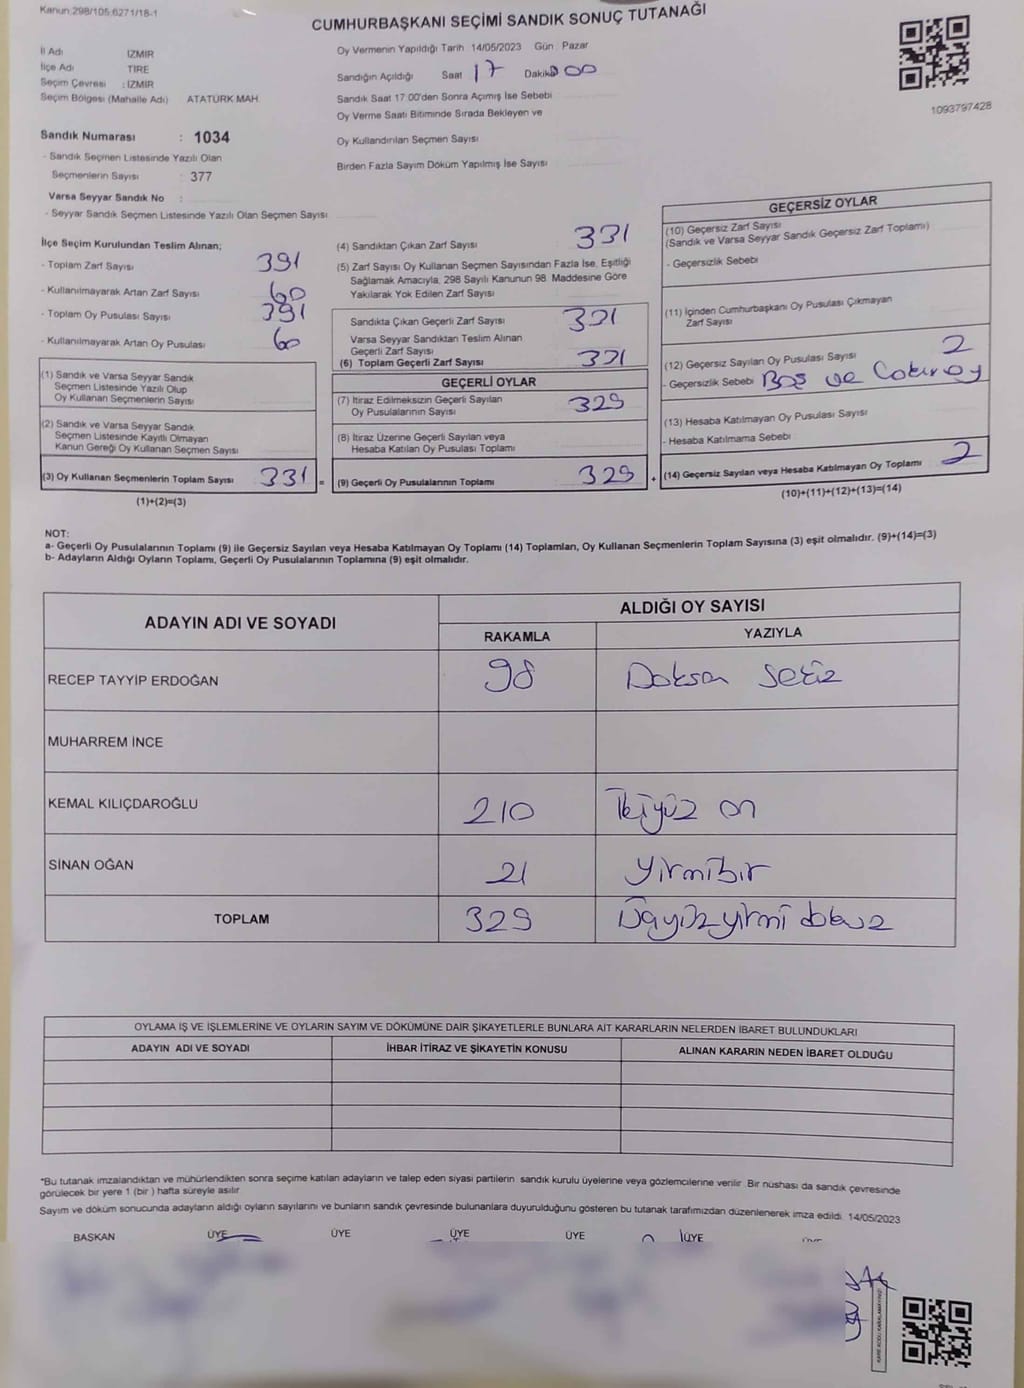 Kanun:298/105;6271/18-1
CUMHURBAŞKANI SEÇİMİ SANDIK SONUÇ TUTANAĞI
İl Adı İZMİR
İlçe Adı TİRE
Seçim Çevresi : İZMİR
Seçim Bölgesi (Mahalle Adı) ATATÜRK MAH.
Oy Vermenin Yapıldığı Tarih 14/05/2023 Gün : Pazar
Sandığın Açıldığı Saat 17 Dakika 00
Sandık Saat 17.00'den Sonra Açılmış İse Sebebi
Oy Verme Saati Bitiminde Sırada Bekleyen ve
Oy Kullandırılan Seçmen Sayısı
Birden Fazla Sayım Döküm Yapılmış İse Sayısı
1093797428
Sandık Numarası : 1034
- Sandık Seçmen Listesinde Yazılı Olan
Seçmenlerin Sayısı : 377
Varsa Seyyar Sandık No :
- Seyyar Sandık Seçmen Listesinde Yazılı Olan Seçmen Sayısı
İlçe Seçim Kurulundan Teslim Alınan;
- Toplam Zarf Sayısı 391
- Kullanılmayarak Artan Zarf Sayısı 60
- Toplam Oy Pusulası Sayısı 391
- Kullanılmayarak Artan Oy Pusulası 60
(1) Sandık ve Varsa Seyyar Sandık
Seçmen Listesinde Yazılı Olup
Oy Kullanan Seçmenlerin Sayısı
(2) Sandık ve Varsa Seyyar Sandık
Seçmen Listesinde Kayıtlı Olmayan
Kanun Gereği Oy Kullanan Seçmen Sayısı
(3) Oy Kullanan Seçmenlerin Toplam Sayısı 331 =
(1)+(2)=(3)
(4) Sandıktan Çıkan Zarf Sayısı 331
(5) Zarf Sayısı Oy Kullanan Seçmen Sayısından Fazla İse, Eşitliği
Sağlamak Amacıyla, 298 Sayılı Kanunun 98. Maddesine Göre
Yakılarak Yok Edilen Zarf Sayısı
Sandıkta Çıkan Geçerli Zarf Sayısı 331
Varsa Seyyar Sandıktan Teslim Alınan
Geçerli Zarf Sayısı
(6) Toplam Geçerli Zarf Sayısı 331
GEÇERLİ OYLAR
(7) İtiraz Edilmeksizin Geçerli Sayılan
Oy Pusulalarının Sayısı 329
(8) İtiraz Üzerine Geçerli Sayılan veya
Hesaba Katılan Oy Pusulası Toplamı
(9) Geçerli Oy Pusulalarının Toplamı 329 +
GEÇERSİZ OYLAR
(10) Geçersiz Zarf Sayısı
(Sandık ve Varsa Seyyar Sandık Geçersiz Zarf Toplamı)
- Geçersizlik Sebebi
(11) İçinden Cumhurbaşkanı Oy Pusulası Çıkmayan
Zarf Sayısı
(12) Geçersiz Sayılan Oy Pusulası Sayısı 2
- Geçersizlik Sebebi Boş ve
(13) Hesaba Katılmayan Oy Pusulası Sayısı
- Hesaba Katılmama Sebebi
(14) Geçersiz Sayılan veya Hesaba Katılmayan Oy Toplamı 2
(10)+(11)+(12)+(13)=(14)
NOT:
a- Geçerli Oy Pusulalarının Toplamı (9) ile Geçersiz Sayılan veya Hesaba Katılmayan Oy Toplamı (14) Toplamları, Oy Kullanan Seçmenlerin Toplam Sayısına (3) eşit olmalıdır. (9)+(14)=(3)
b- Adayların Aldığı Oyların Toplamı, Geçerli Oy Pusulalarının Toplamına (9) eşit olmalıdır.
ADAYIN ADI VE SOYADI ALDIĞI OY SAYISI
RAKAMLA YAZIYLA
RECEP TAYYİP ERDOĞAN 98 Doksan sekiz
MUHARREM İNCE
KEMAL KILIÇDAROĞLU 210 İkiyüz on
SİNAN OĞAN 21 Yirmibir
TOPLAM 329 Üçyüzyirmi dokuz
OYLAMA İŞ VE İŞLEMLERİNE VE OYLARIN SAYIM VE DÖKÜMÜNE DAİR ŞİKAYETLERLE BUNLARA AİT KARARLARIN NELERDEN İBARET BULUNDUKLARI
ADAYIN ADI VE SOYADI İHBAR İTİRAZ VE ŞİKAYETİN KONUSU ALINAN KARARIN NEDEN İBARET OLDUĞU
*Bu tutanak imzalandıktan ve mühürlendikten sonra seçime katılan adayların ve talep eden siyasi partilerin sandık kurulu üyelerine veya gözlemcilerine verilir. Bir nüshası da sandık çevresinde
görülecek bir yere 1 (bir ) hafta süreyle asılır.
Sayım ve döküm sonucunda adayların aldığı oyların sayılarını ve bunların sandık çevresinde bulunanlara duyurulduğunu gösteren bu tutanak tarafımızdan düzenlenerek imza edildi. 14/05/2023
BAŞKAN ÜYE ÜYE ÜYE ÜYE ÜYE